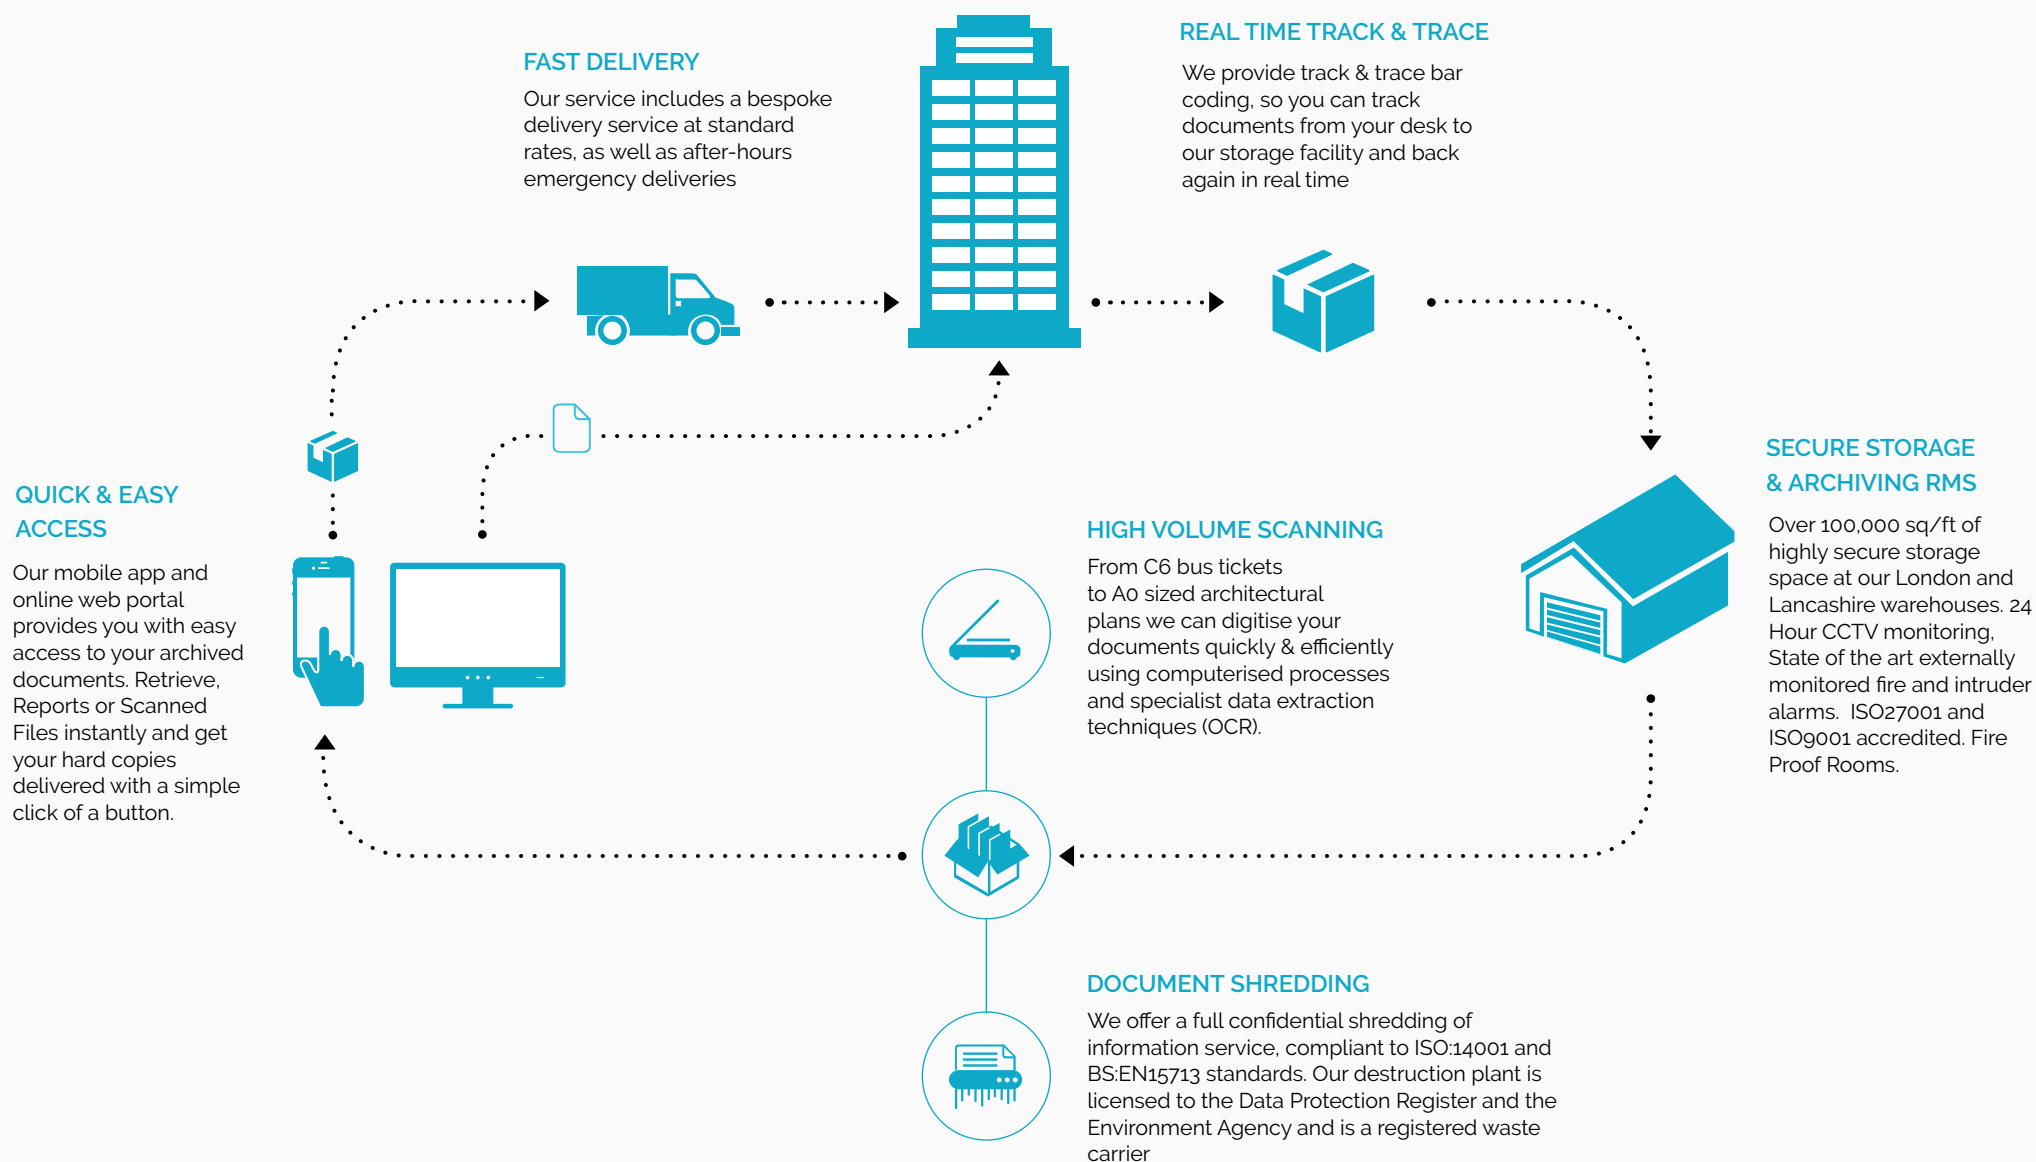 FAST DELIVERY
Our service includes a bespoke
delivery service at standard
rates, as well as after-hours
emergency deliveries
REAL TIME TRACK & TRACE
We provide track & trace bar
coding, so you can track
documents from your desk to
our storage facility and back
again in real time
QUICK & EASY
ACCESS
Our mobile app and
online web portal
provides you with easy
access to your archived
documents. Retrieve,
Reports or Scanned
Files instantly and get
your hard copies
delivered with a simple
click of a button.
HIGH VOLUME SCANNING
From C6 bus tickets
to A0 sized architectural
plans we can digitise your
documents quickly & efficiently
using computerised processes
and specialist data extraction
techniques (OCR).
SECURE STORAGE
& ARCHIVING RMS
Over 100,000 sq/ft of
highly secure storage
space at our London and
Lancashire warehouses. 24
Hour CCTV monitoring,
State of the art externally
monitored fire and intruder
alarms.  ISO27001 and
ISO9001 accredited. Fire
Proof Rooms.
DOCUMENT SHREDDING
We offer a full confidential shredding of
information service, compliant to ISO:14001 and
BS:EN15713 standards. Our destruction plant is
licensed to the Data Protection Register and the
Environment Agency and is a registered waste
carrier